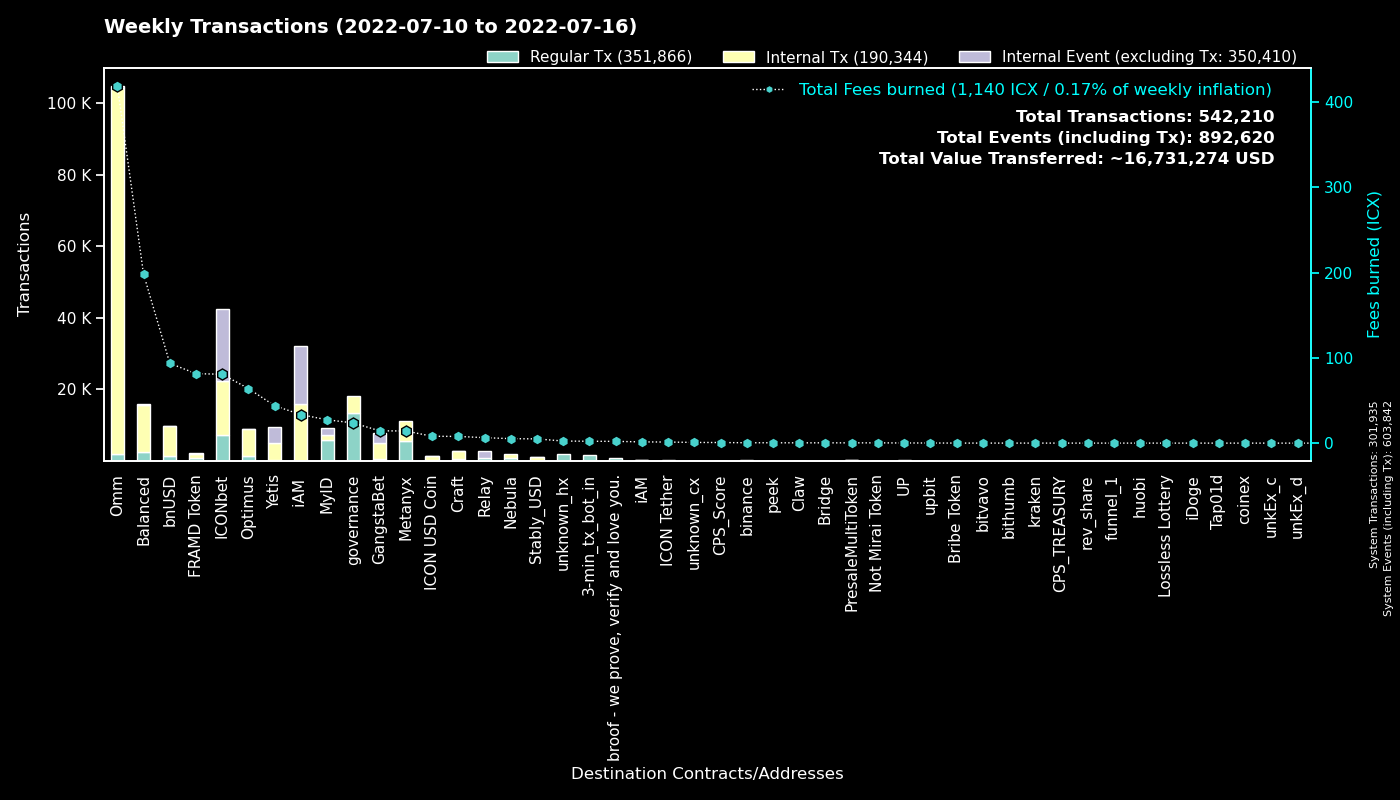 Weekly Transactions (2022-07-10 to 2022-07-16)
Regular Tx (351,866)
Internal Tx (190,344)
Internal Event (excluding Tx: 350,410)
Total Fees burned (1,140 ICX / 0.17% of weekly inflation)
Total Transactions: 542,210
Total Events (including Tx): 892,620
Total Value Transferred: ~16,731,274 USD
Transactions
100 K
80 K
60 K
40 K
20 K
400
300
200
100
0
Fees burned (ICX)
System Transactions: 301,935
System Events (including Tx): 603,842
Omm
Balanced
bnUSD
FRAMD Token
ICONbet
Optimus
Yetis
iAM
MyID
governance
GangstaBet
Metanyx
ICON USD Coin
Craft
Relay
Nebula
Stably_USD
unknown_hx
3-min_tx_bot_in
broof - we prove, verify and love you.
iAM
ICON Tether
unknown_cx
CPS_Score
binance
peek
Claw
Bridge
PresaleMultiToken
Not Mirai Token
UP
upbit
Bribe Token
bitvavo
bithumb
kraken
CPS_TREASURY
rev_share
funnel_1
huobi
Lossless Lottery
iDoge
Tap01d
coinex
unkEx_c
unkEx_d
Destination Contracts/Addresses